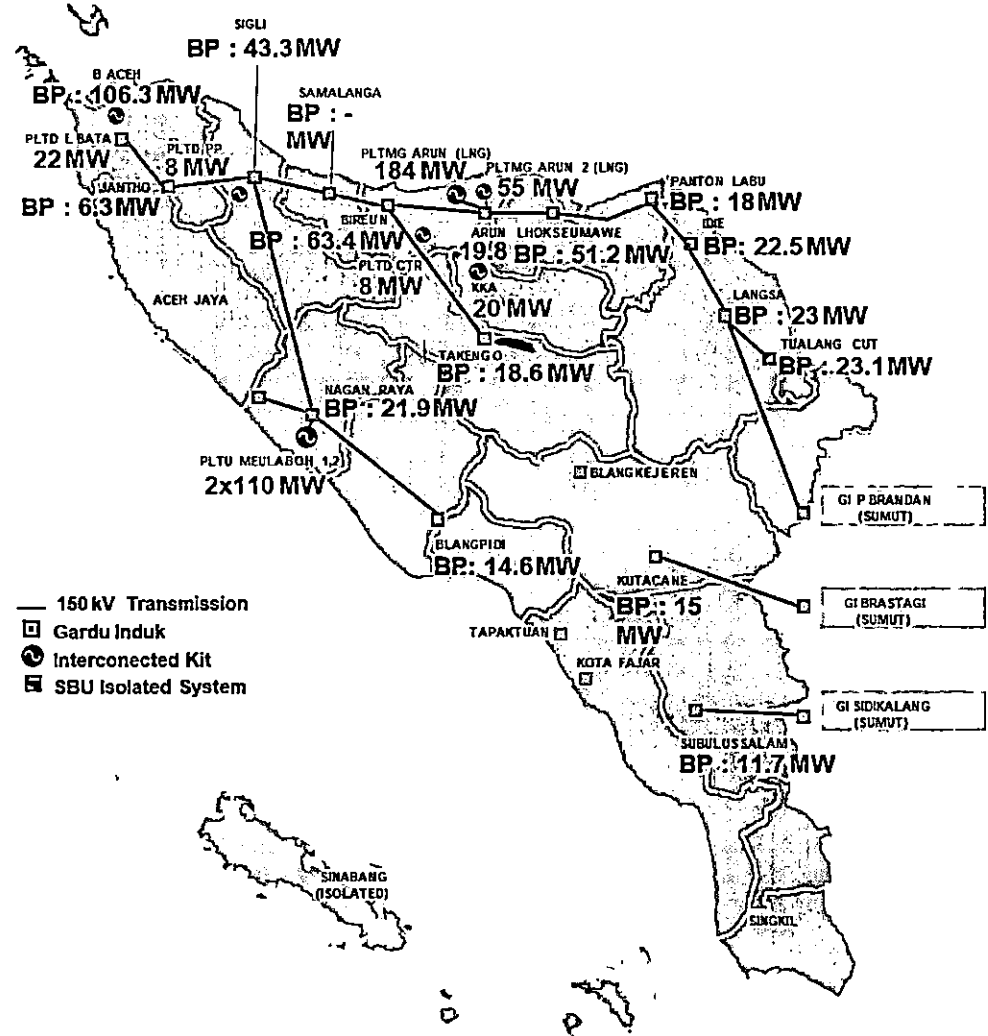 SIGLI
BP : 43.3 MW
B ACEH
BP : 106.3 MW
SAMALANGA
BP : -
MW
PLTD L BATA
22 MW
PLTD PP
8 MW
PLTMG ARUN (LNG)
184 MW
PLTMG ARUN 2 (LNG)
55 MW
JANTHO
BP : 6.3 MW
PANTON LABU
BP : 18 MW
BIREUN
BP : 63.4 MW
ARUN
19.8
LHOKSEUMAWE
BP : 51.2 MW
IDIE
BP: 22.5 MW
PLTD CTR
8 MW
KKA
20 MW
ACEH JAYA
LANGSA
BP : 23 MW
TUALANG CUT
BP : 23.1 MW
TAKENGO
BP : 18.6 MW
NAGAN RAYA
BP : 21.9 MW
PLTU MEULABOH 1,2
2x110 MW
BLANGKEJEREN
GI P BRANDAN
(SUMUT)
BLANGPIDI
BP: 14.6 MW
KUTACANE
BP : 15
MW
GI BRASTAGI
(SUMUT)
TAPAKTUAN
KOTA FAJAR
GI SIDIKALANG
(SUMUT)
SUBULUSSALAM
BP : 11.7 MW
150 kV Transmission
Gardu Induk
Interconected Kit
SBU Isolated System
SINABANG
(ISOLATED)
SINGKIL